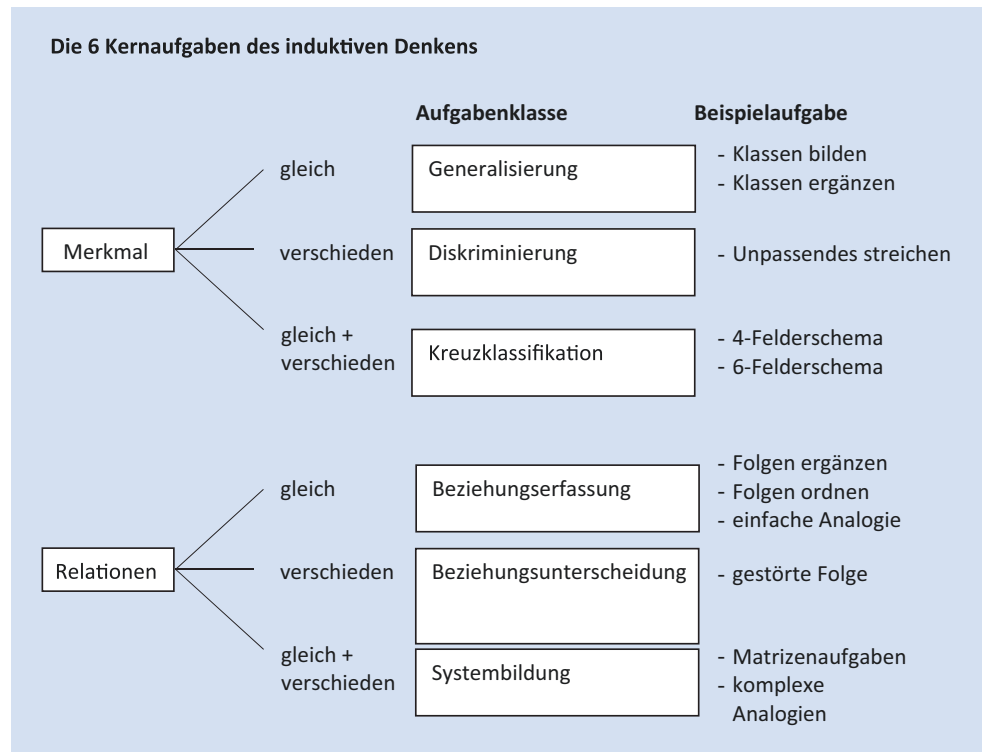 Die 6 Kernaufgaben des induktiven Denkens
Aufgabenklasse
Beispielaufgabe
Merkmal
gleich
Generalisierung
- Klassen bilden
- Klassen ergänzen
verschieden
Diskriminierung
- Unpassendes streichen
gleich +
verschieden
Kreuzklassifikation
- 4-Felderschema
- 6-Felderschema
Relationen
gleich
Beziehungserfassung
- Folgen ergänzen
- Folgen ordnen
- einfache Analogie
verschieden
Beziehungsunterscheidung
- gestörte Folge
gleich +
verschieden
Systembildung
- Matrizenaufgaben
- komplexe
Analogien